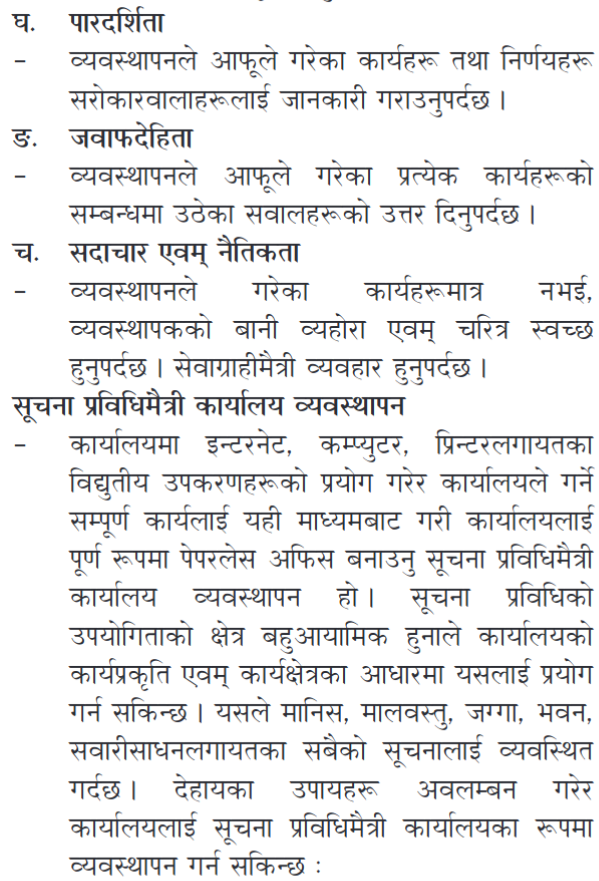 घ. पारदर्शिता
- व्यवस्थापनले आफूले गरेका कार्यहरू तथा निर्णयहरू
सरोकारवालाहरूलाई जानकारी गराउनुपर्दछ ।
ङ. जवाफदेहिता
- व्यवस्थापनले आफूले गरेका प्रत्येक कार्यहरूको
सम्बन्धमा उठेका सवालहरूको उत्तर दिनुपर्दछ ।
च. सदाचार एवम् नैतिकता
- व्यवस्थापनले गरेका कार्यहरूमात्र नभई,
व्यवस्थापकको बानी व्यहोरा एवम् चरित्र स्वच्छ
हुनुपर्दछ । सेवाग्राहीमैत्री व्यवहार हुनुपर्दछ ।
सूचना प्रविधिमैत्री कार्यालय व्यवस्थापन
- कार्यालयमा इन्टरनेट, कम्प्युटर, प्रिन्टरलगायतका
विद्युतीय उपकरणहरूको प्रयोग गरेर कार्यालयले गर्ने
सम्पूर्ण कार्यलाई यही माध्यमबाट गरी कार्यालयलाई
पूर्ण रूपमा पेपरलेस अफिस बनाउनु सूचना प्रविधिमैत्री
कार्यालय व्यवस्थापन हो । सूचना प्रविधिको
उपयोगिताको क्षेत्र बहुआयामिक हुनाले कार्यालयको
कार्यप्रकृति एवम् कार्यक्षेत्रका आधारमा यसलाई प्रयोग
गर्न सकिन्छ । यसले मानिस, मालवस्तु, जग्गा, भवन,
सवारीसाधनलगायतका सबैको सूचनालाई व्यवस्थित
गर्दछ । देहायका उपायहरू अवलम्बन गरेर
कार्यालयलाई सूचना प्रविधिमैत्री कार्यालयका रूपमा
व्यवस्थापन गर्न सकिन्छ :